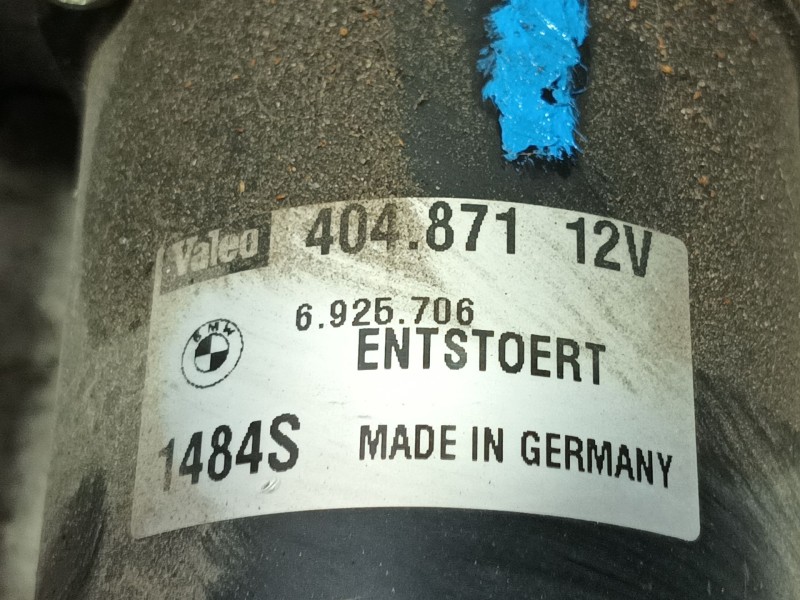 Valeo 404.871 12V
6.925.706
BMW
ENTSTOERT
1484S MADE IN GERMANY